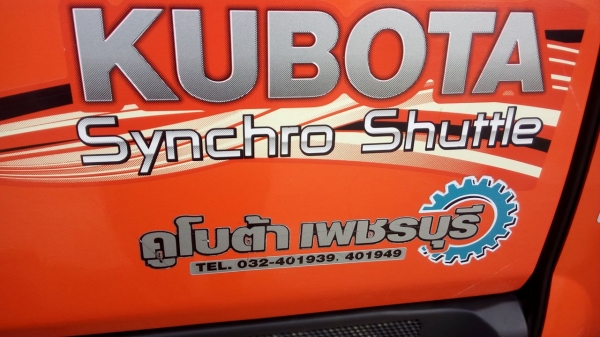 KUBOTA
Synchro Shuttle
คูโบต้า เพชรบุรี
TEL. 032-401939, 401949